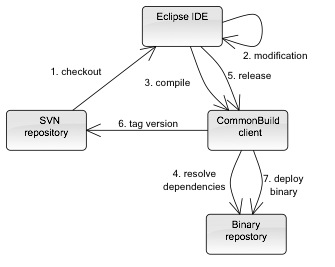 Eclipse IDE
2. modification
1. checkout
3. compile
5. release
SVN
repository
6. tag version
CommonBuild
client
4. resolve
dependencies
7. deploy
binary
Binary
repostory